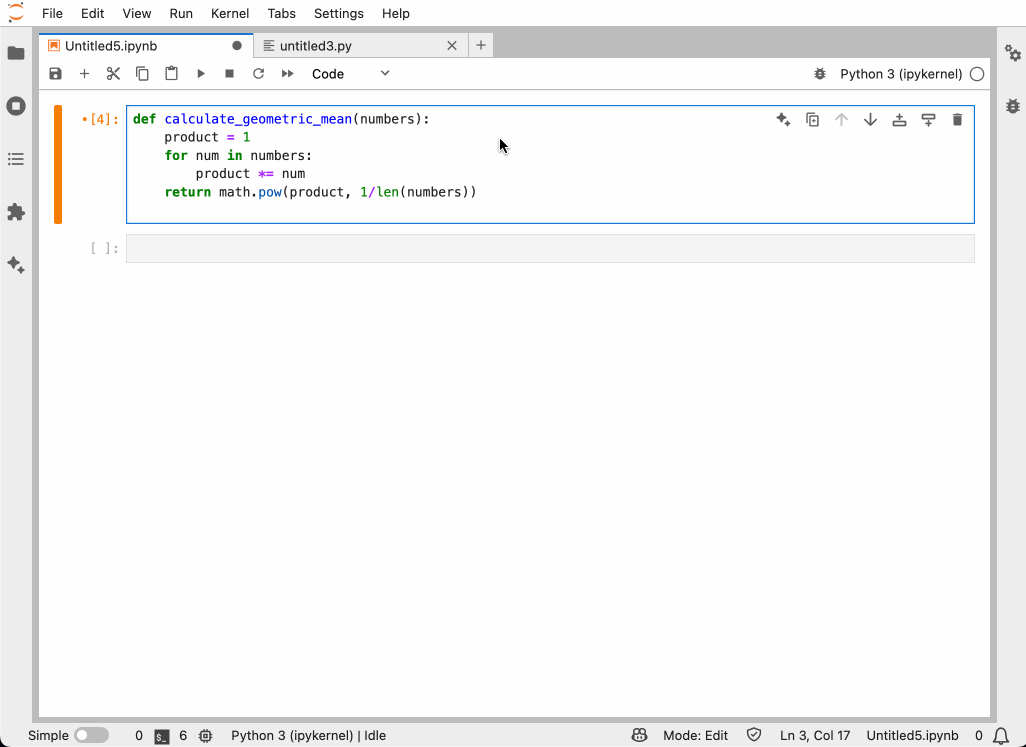 File Edit View Run Kernel Tabs Settings Help
Untitled5.ipynb untitled3.py
Code Python 3 (ipykernel)
[4]: def calculate_geometric_mean(numbers):
    product = 1
    for num in numbers:
        product *= num
    return math.pow(product, 1/len(numbers))
[ ]:
Simple 0 $_ 6 Python 3 (ipykernel) | Idle Mode: Edit Ln 3, Col 17 Untitled5.ipynb 0